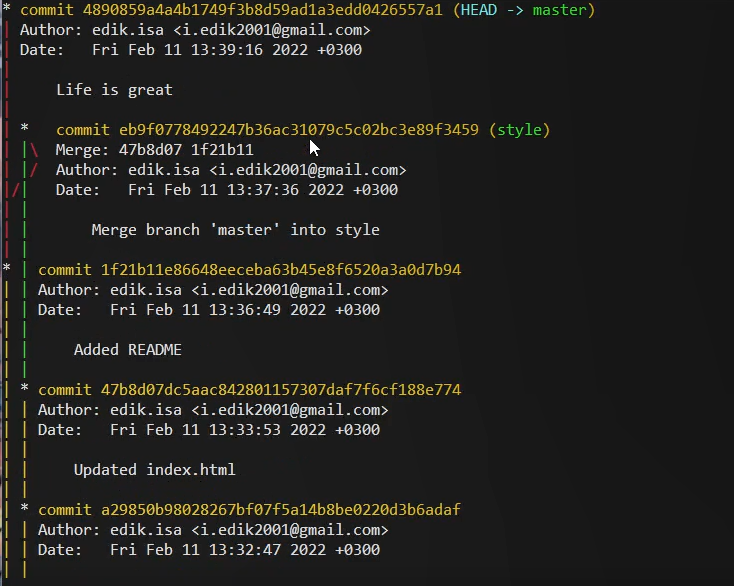 * commit 4890859a4a4b1749f3b8d59ad1a3edd0426557a1 (HEAD -> master)
| Author: edik.isa <i.edik2001@gmail.com>
| Date:   Fri Feb 11 13:39:16 2022 +0300
|
|     Life is great
|
| *   commit eb9f0778492247b36ac31079c5c02bc3e89f3459 (style)
| |\  Merge: 47b8d07 1f21b11
| |/  Author: edik.isa <i.edik2001@gmail.com>
|/|   Date:   Fri Feb 11 13:37:36 2022 +0300
| |
| |       Merge branch 'master' into style
| |
* | commit 1f21b11e86648eeceba63b45e8f6520a3a0d7b94
| | Author: edik.isa <i.edik2001@gmail.com>
| | Date:   Fri Feb 11 13:36:49 2022 +0300
| |
| |     Added README
| |
| * commit 47b8d07dc5aac842801157307daf7f6cf188e774
| | Author: edik.isa <i.edik2001@gmail.com>
| | Date:   Fri Feb 11 13:33:53 2022 +0300
| |
| |     Updated index.html
| |
| * commit a29850b98028267bf07f5a14b8be0220d3b6adaf
| | Author: edik.isa <i.edik2001@gmail.com>
| | Date:   Fri Feb 11 13:32:47 2022 +0300
| |